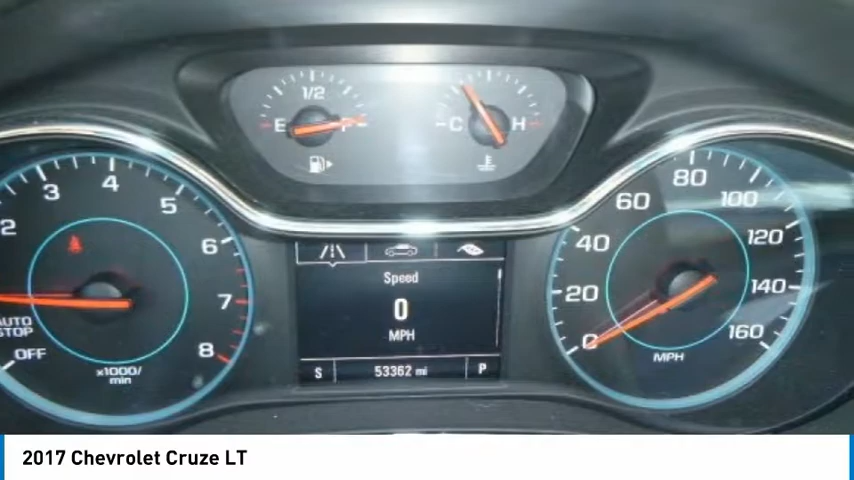 1/2
E F
C H
2 3 4 5 6 7 8
AUTO
STOP
OFF
x1000/
min
Speed
0
MPH
S 53362 mi P
0 20 40 60 80 100 120 140 160
MPH
2017 Chevrolet Cruze LT